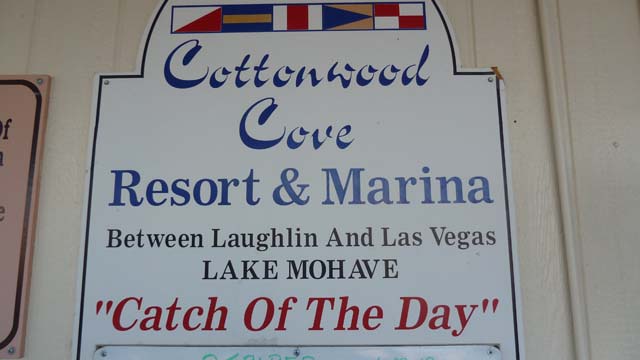 Cottonwood
Cove
Resort & Marina
Between Laughlin And Las Vegas
LAKE MOHAVE
"Catch Of The Day"